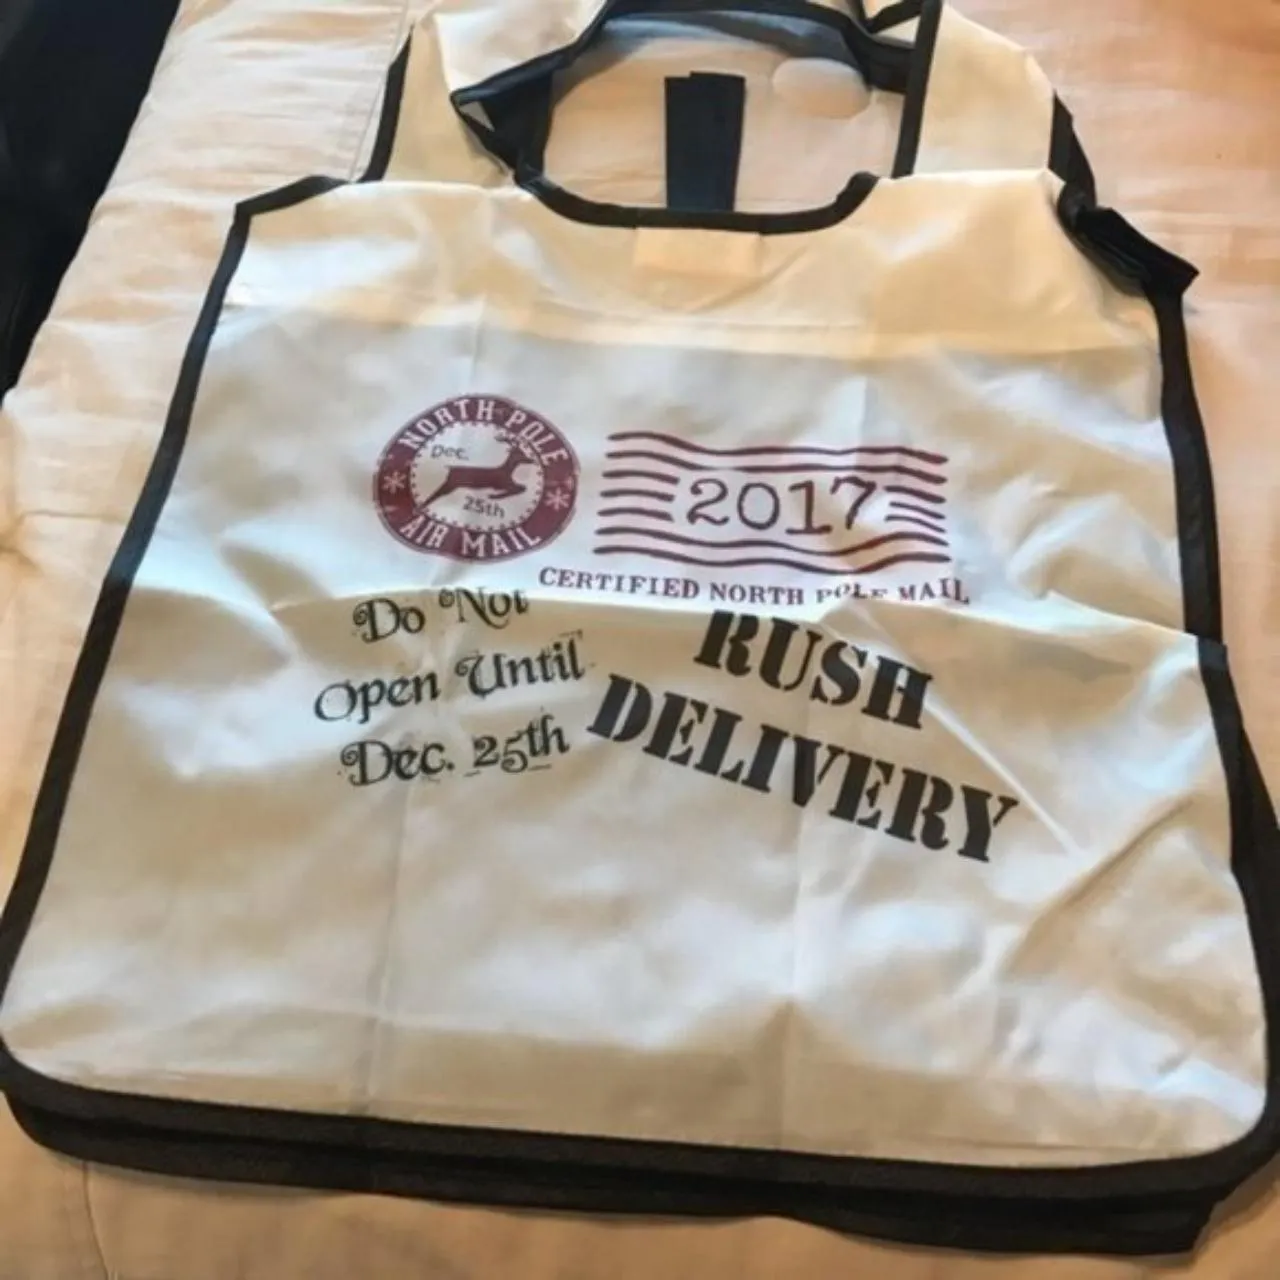 NORTH POLE
Dec.
25th
AIR MAIL
2017
CERTIFIED NORTH POLE MAIL
Do Not
Open Until
Dec. 25th
RUSH
DELIVERY